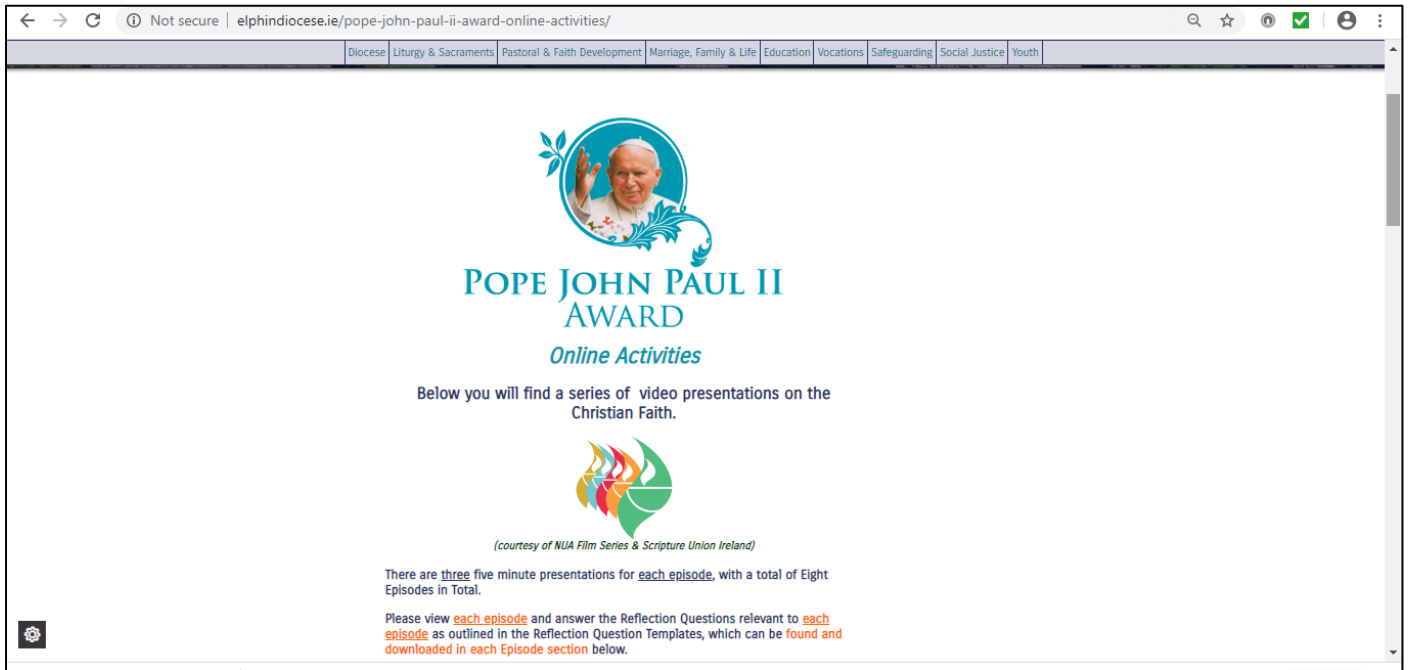 Not secure | elphindiocese.ie/pope-john-paul-ii-award-online-activities/
Diocese Liturgy & Sacraments Pastoral & Faith Development Marriage, Family & Life Education Vocations Safeguarding Social Justice Youth
POPE JOHN PAUL II
AWARD
Online Activities
Below you will find a series of video presentations on the
Christian Faith.
(courtesy of NUA Film Series & Scripture Union Ireland)
There are three five minute presentations for each episode, with a total of Eight
Episodes in Total.
Please view each episode and answer the Reflection Questions relevant to each
episode as outlined in the Reflection Question Templates, which can be found and
downloaded in each Episode section below.